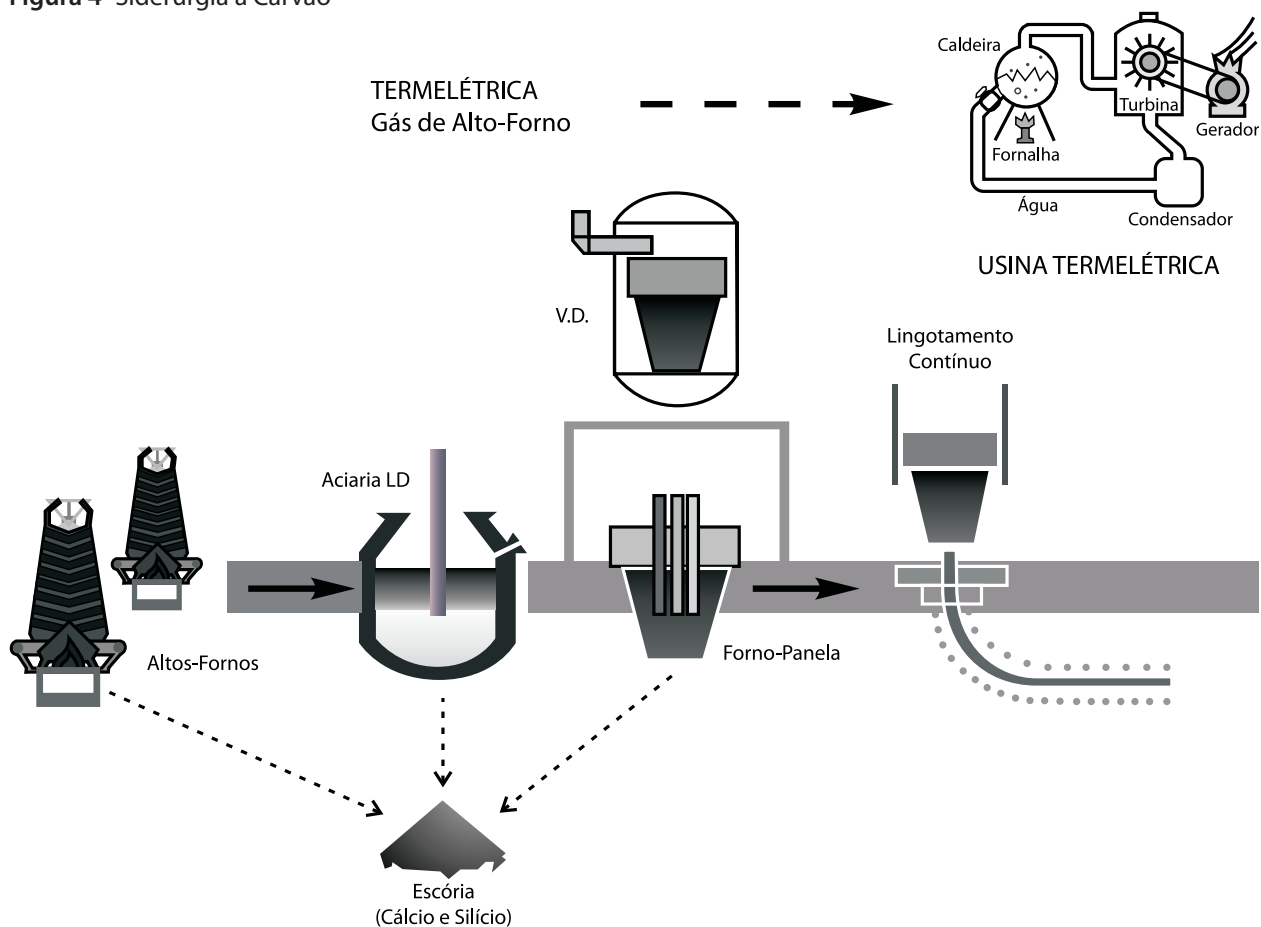 Figura 4 Siderurgia a Carvão
Caldeira
TERMELÉTRICA
Gás de Alto-Forno
Turbina
Gerador
Fornalha
Água
Condensador
USINA TERMELÉTRICA
V.D.
Lingotamento
Contínuo
Aciaria LD
Altos-Fornos
Forno-Panela
Escória
(Cálcio e Silício)